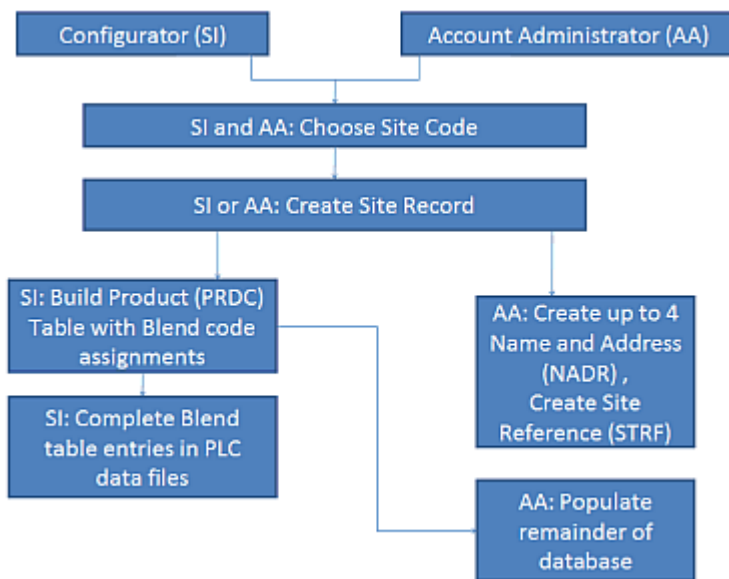 Configurator (SI)
Account Administrator (AA)
SI and AA: Choose Site Code
SI or AA: Create Site Record
SI: Build Product (PRDC)
Table with Blend code
assignments
AA: Create up to 4
Name and Address
(NADR) ,
Create Site
Reference (STRF)
SI: Complete Blend
table entries in PLC
data files
AA: Populate
remainder of
database